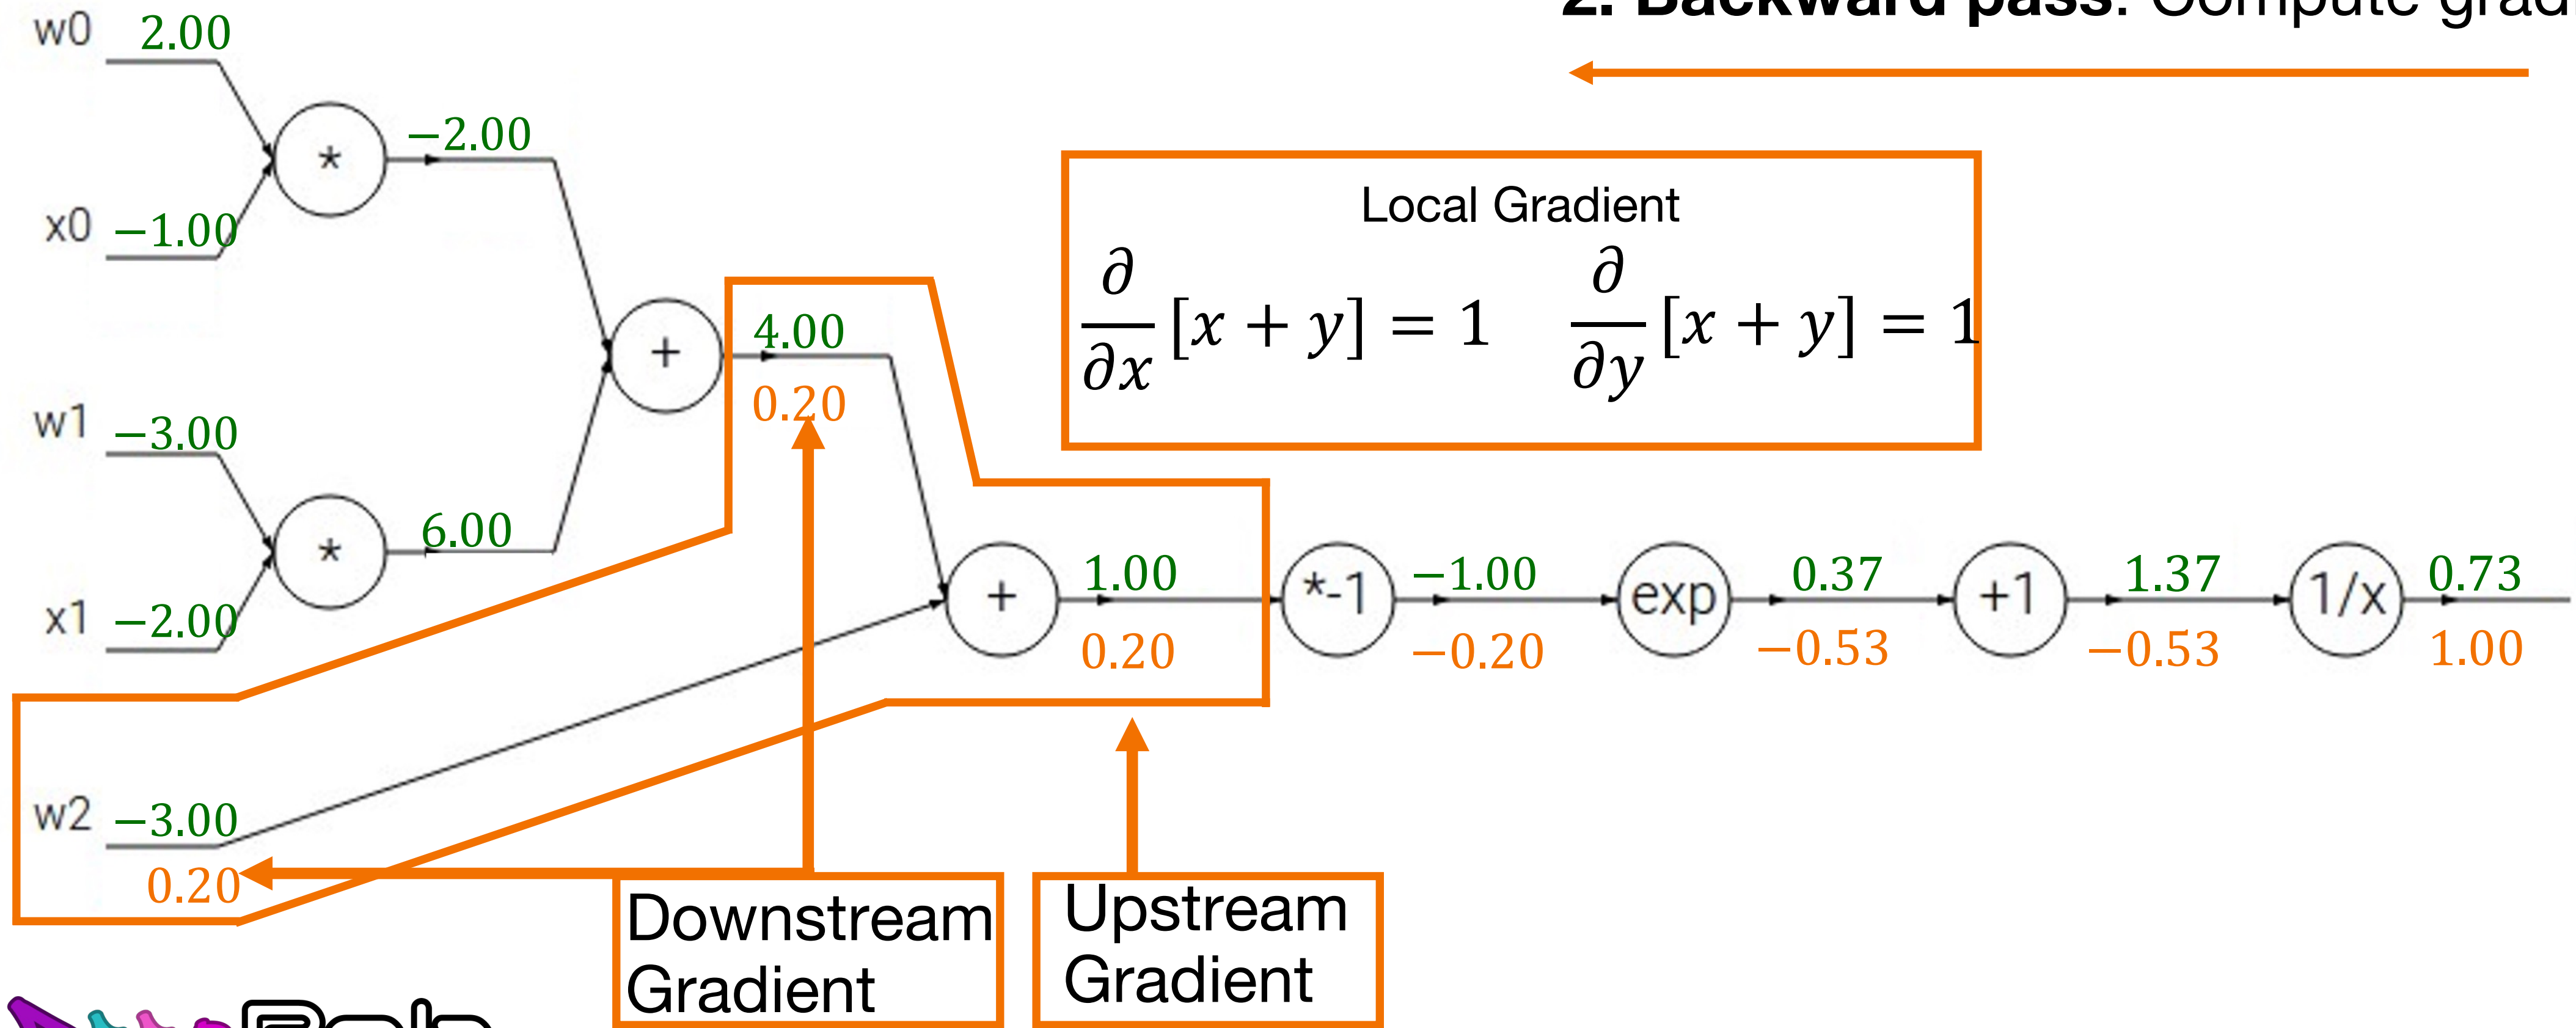 2. Backward pass: Compute gradi
w0 2.00
* −2.00
x0 −1.00
Local Gradient
∂/∂x [x + y] = 1 ∂/∂y [x + y] = 1
+ 4.00
0.20
w1 −3.00
* 6.00
x1 −2.00
+ 1.00 *-1 −1.00 exp 0.37 +1 1.37 1/x 0.73
0.20 −0.20 −0.53 −0.53 1.00
w2 −3.00
0.20
Downstream
Gradient
Upstream
Gradient